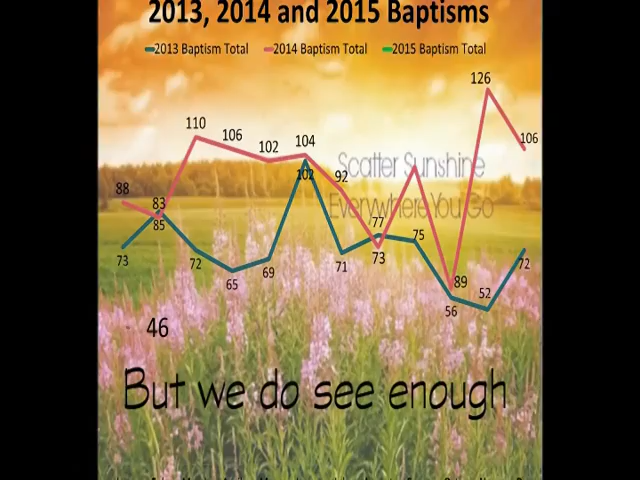 2013, 2014 and 2015 Baptisms
2013 Baptism Total 2014 Baptism Total 2015 Baptism Total
126
110 106 102 104 106
88 83 102 92
85 77
73 72 65 69 71 73 75 72
89
56 52
46
Scatter Sunshine
Everywhere You Go
But we do see enough